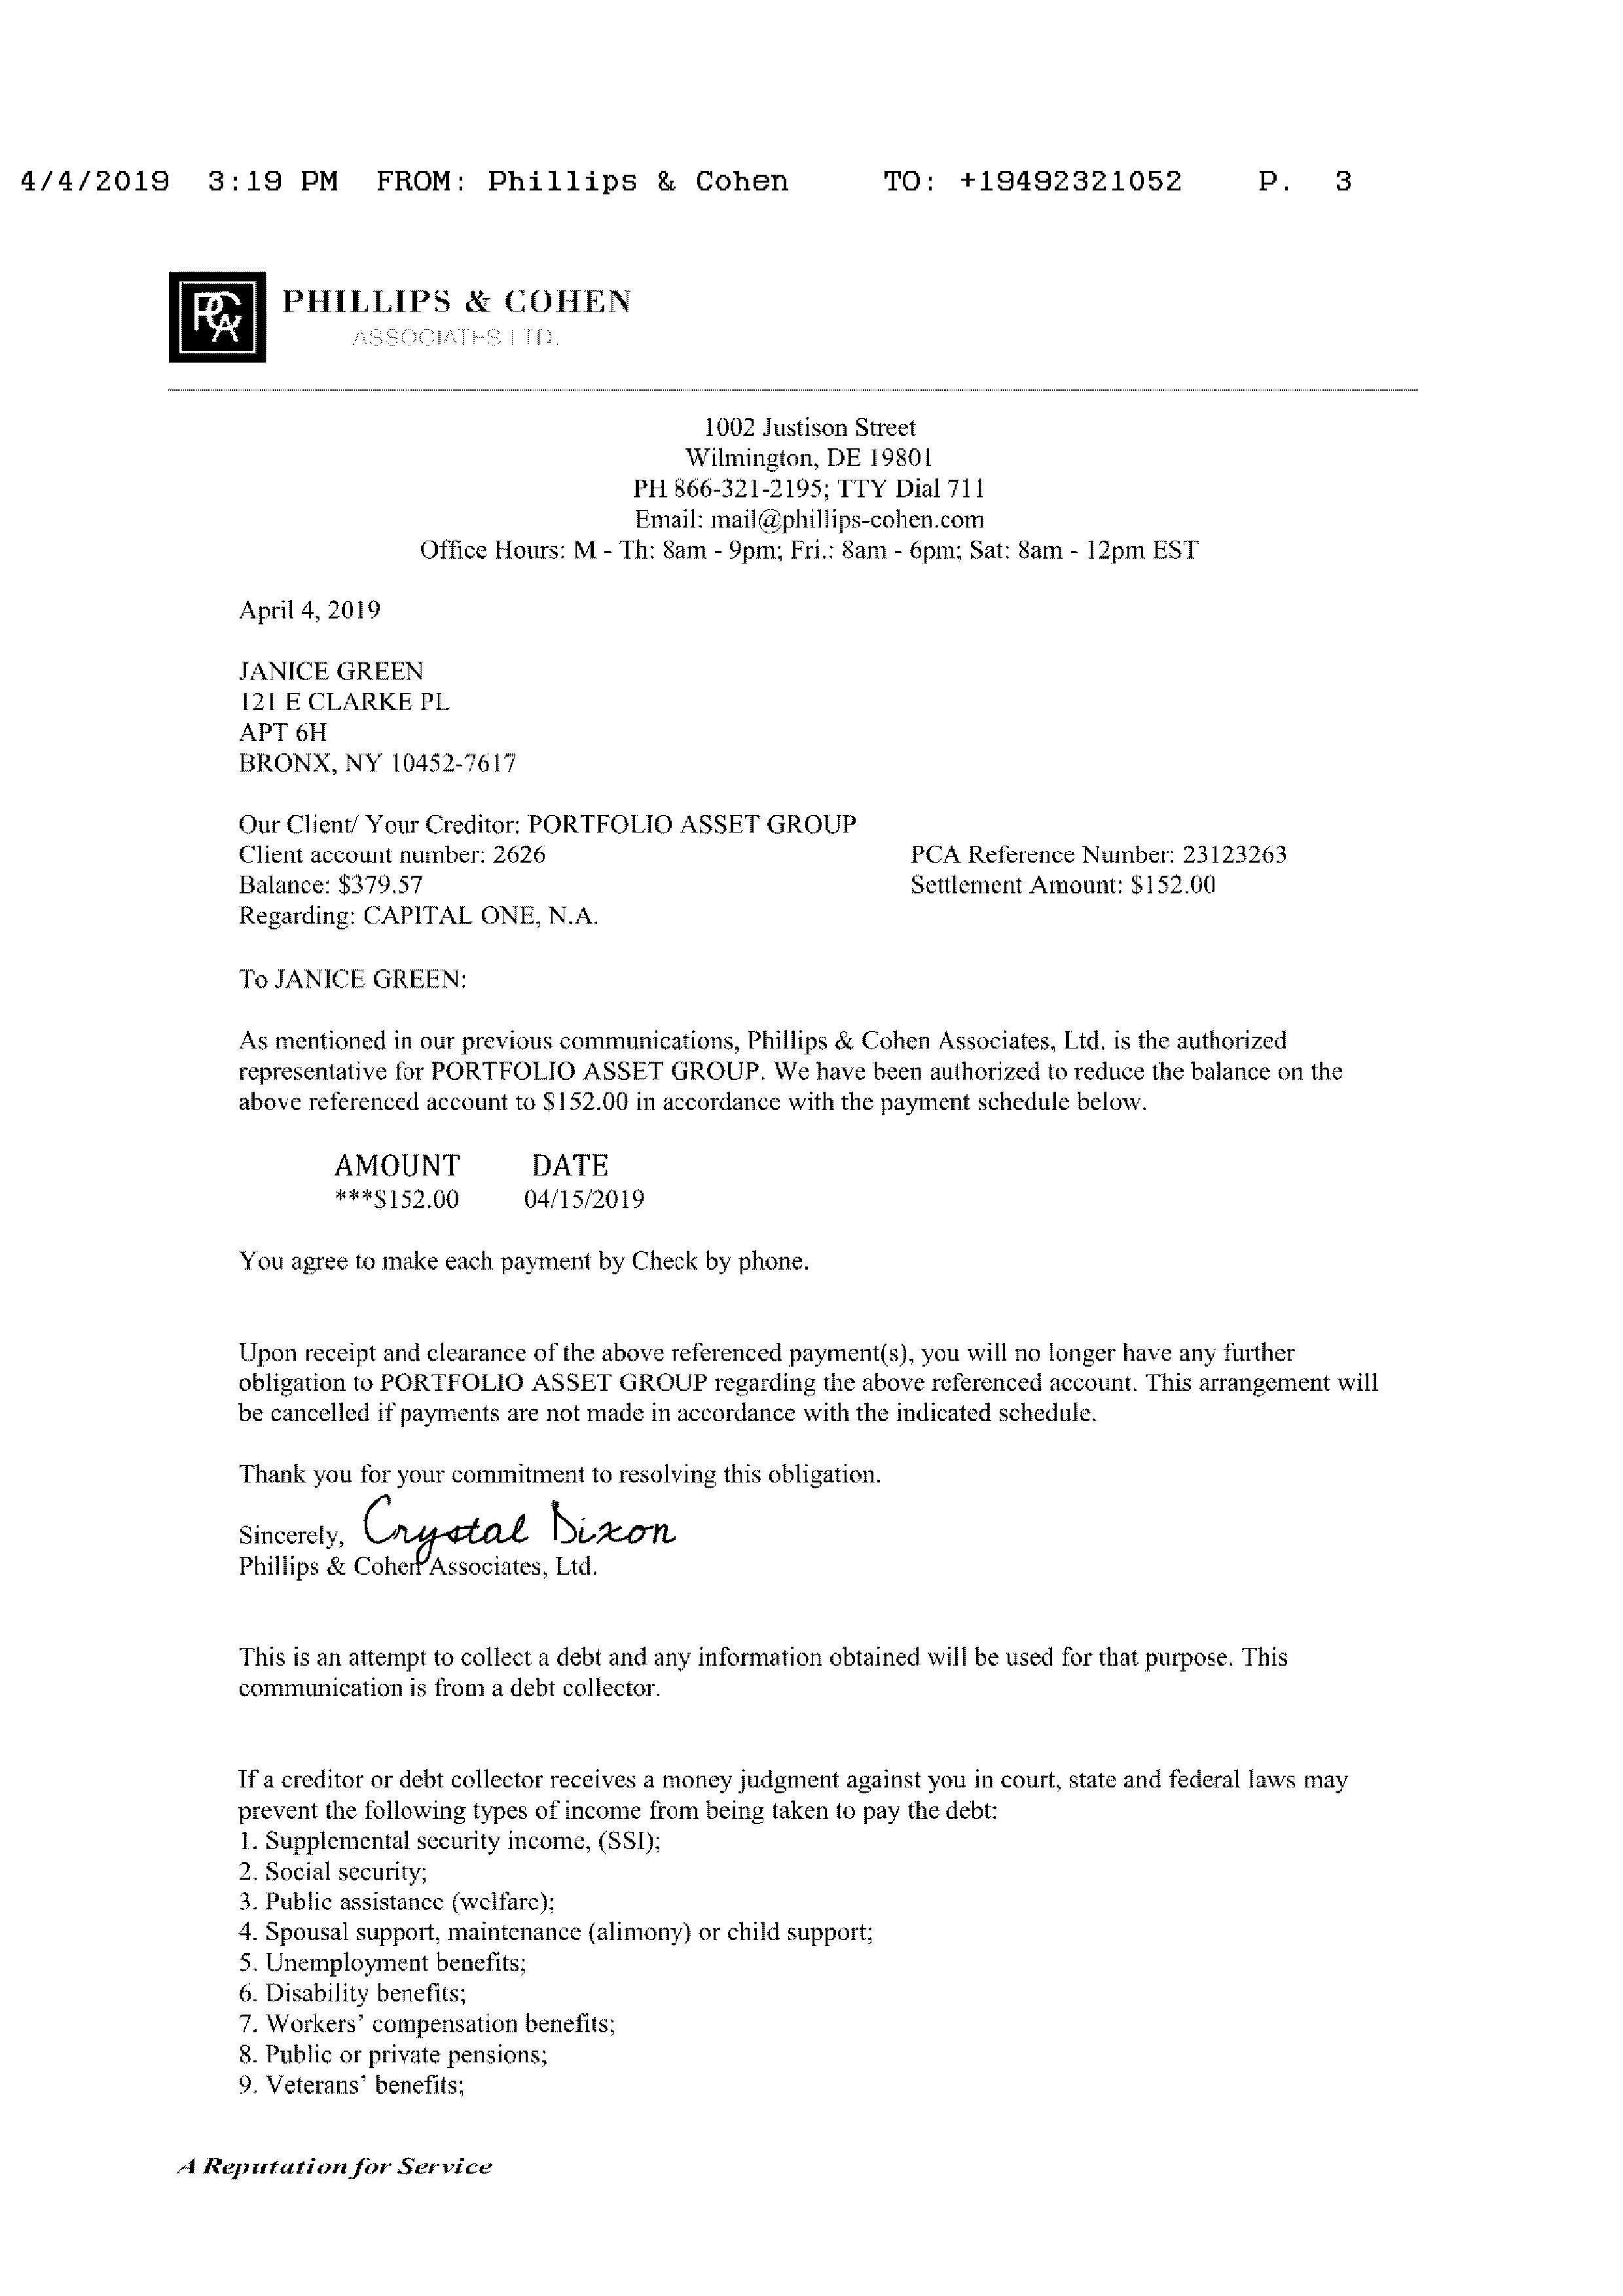 4/4/2019 3:19 PM FROM: Phillips & Cohen TO: +19492321052 P. 3
PCA
PHILLIPS & COHEN
ASSOCIATES LTD.
1002 Justison Street
Wilmington, DE 19801
PH 866-321-2195; TTY Dial 711
Email: mail@phillips-cohen.com
Office Hours: M - Th: 8am - 9pm; Fri.: 8am - 6pm; Sat: 8am - 12pm EST
April 4, 2019
JANICE GREEN
121 E CLARKE PL
APT 6H
BRONX, NY 10452-7617
Our Client/ Your Creditor: PORTFOLIO ASSET GROUP
Client account number: 2626 PCA Reference Number: 23123263
Balance: $379.57 Settlement Amount: $152.00
Regarding: CAPITAL ONE, N.A.
To JANICE GREEN:
As mentioned in our previous communications, Phillips & Cohen Associates, Ltd. is the authorized
representative for PORTFOLIO ASSET GROUP. We have been authorized to reduce the balance on the
above referenced account to $152.00 in accordance with the payment schedule below.
AMOUNT DATE
***$152.00 04/15/2019
You agree to make each payment by Check by phone.
Upon receipt and clearance of the above referenced payment(s), you will no longer have any further
obligation to PORTFOLIO ASSET GROUP regarding the above referenced account. This arrangement will
be cancelled if payments are not made in accordance with the indicated schedule.
Thank you for your commitment to resolving this obligation.
Sincerely, Crystal Dixon
Phillips & Cohen Associates, Ltd.
This is an attempt to collect a debt and any information obtained will be used for that purpose. This
communication is from a debt collector.
If a creditor or debt collector receives a money judgment against you in court, state and federal laws may
prevent the following types of income from being taken to pay the debt:
1. Supplemental security income, (SSI);
2. Social security;
3. Public assistance (welfare);
4. Spousal support, maintenance (alimony) or child support;
5. Unemployment benefits;
6. Disability benefits;
7. Workers’ compensation benefits;
8. Public or private pensions;
9. Veterans’ benefits;
A Reputation for Service